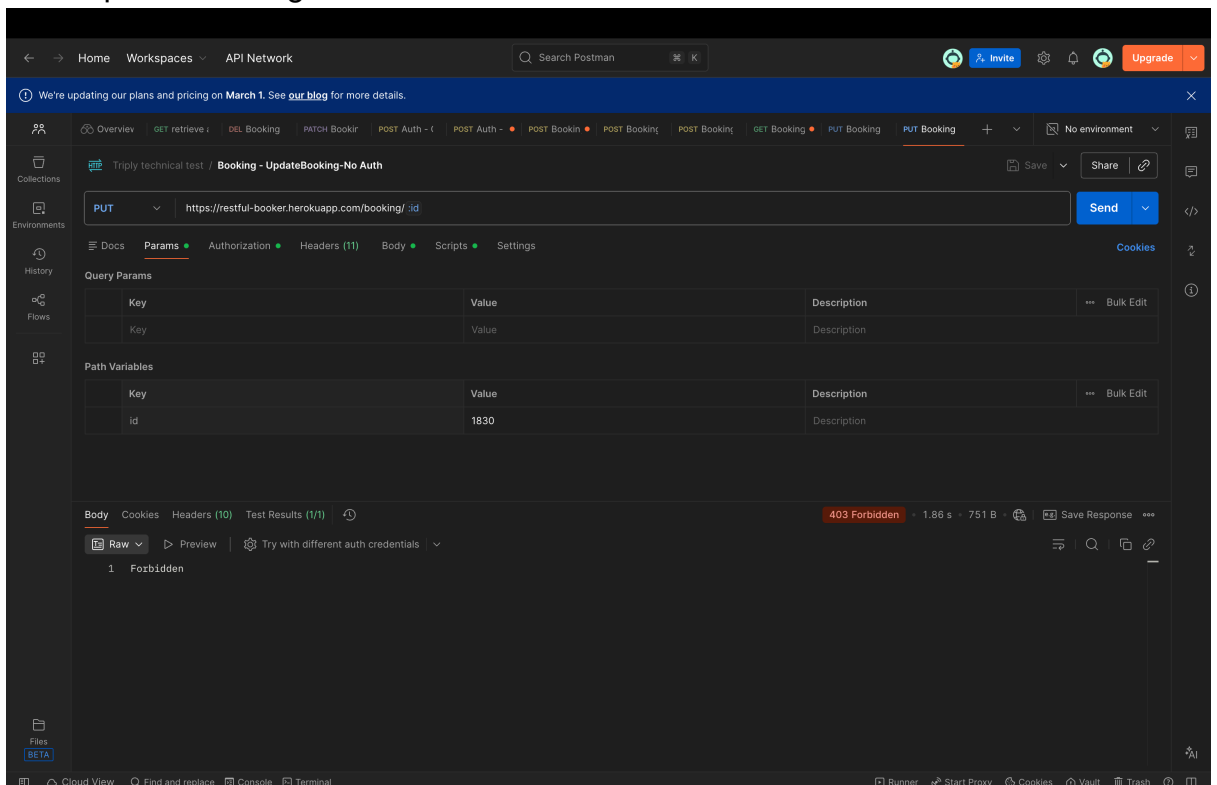 Home Workspaces API Network Search Postman ⌘ K Invite Upgrade
We're updating our plans and pricing on March 1. See our blog for more details.
Overviev GET retrieve DEL Booking PATCH Bookir POST Auth - ( POST Auth - POST Bookin POST Booking POST Booking GET Booking PUT Booking PUT Booking No environment
HTTP Triply technical test / Booking - UpdateBooking-No Auth Save Share
Collections
PUT https://restful-booker.herokuapp.com/booking/ :id Send
Environments
Docs Params Authorization Headers (11) Body Scripts Settings Cookies
History
Query Params
Key Value Description Bulk Edit
Flows
Key Value Description
Path Variables
Key Value Description Bulk Edit
id 1830 Description
Body Cookies Headers (10) Test Results (1/1) 403 Forbidden 1.86 s 751 B Save Response
Raw Preview Try with different auth credentials
1 Forbidden
Files
BETA
AI
Cloud View Find and replace Console Terminal Runner Start Proxy Cookies Vault Trash